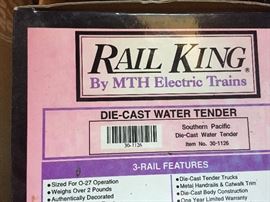 RAIL KING®
By MTH Electric Trains
DIE-CAST WATER TENDER
30-1126
Southern Pacific
Die-Cast Water Tender
Item No. 30-1126
3-RAIL FEATURES
• Sized For O-27 Operation
• Weighs Over 2 Pounds
• Authentically Decorated
• Die-Cast Tender Trucks
• Metal Handrails & Catwalk Trim
• Die-Cast Body Construction
• One Year Limited Warranty